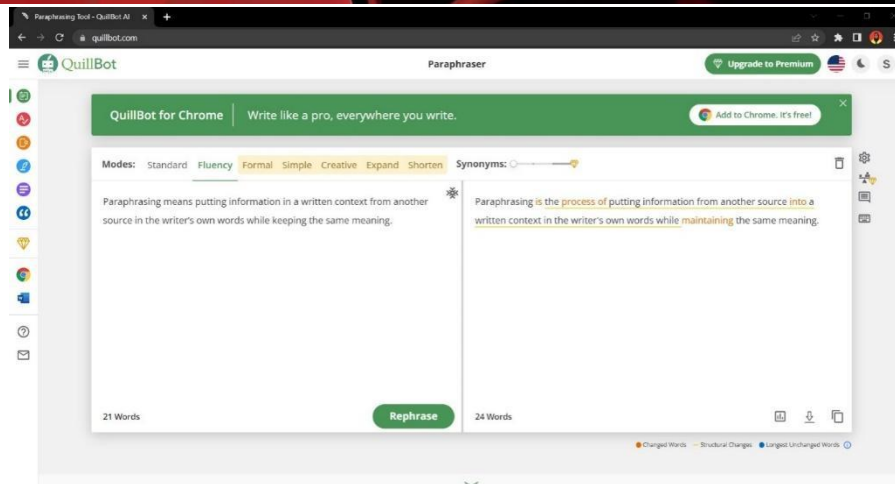 Paraphrasing Tool - QuillBot AI
quillbot.com
QuillBot
Paraphraser
Upgrade to Premium
S
QuillBot for Chrome
Write like a pro, everywhere you write.
Add to Chrome. It's free!
Modes: Standard Fluency Formal Simple Creative Expand Shorten Synonyms:
Paraphrasing means putting information in a written context from another
source in the writer's own words while keeping the same meaning.
Paraphrasing is the process of putting information from another source into a
written context in the writer's own words while maintaining the same meaning.
21 Words
Rephrase
24 Words
Changed Words
Structural Changes
Longest Unchanged Words